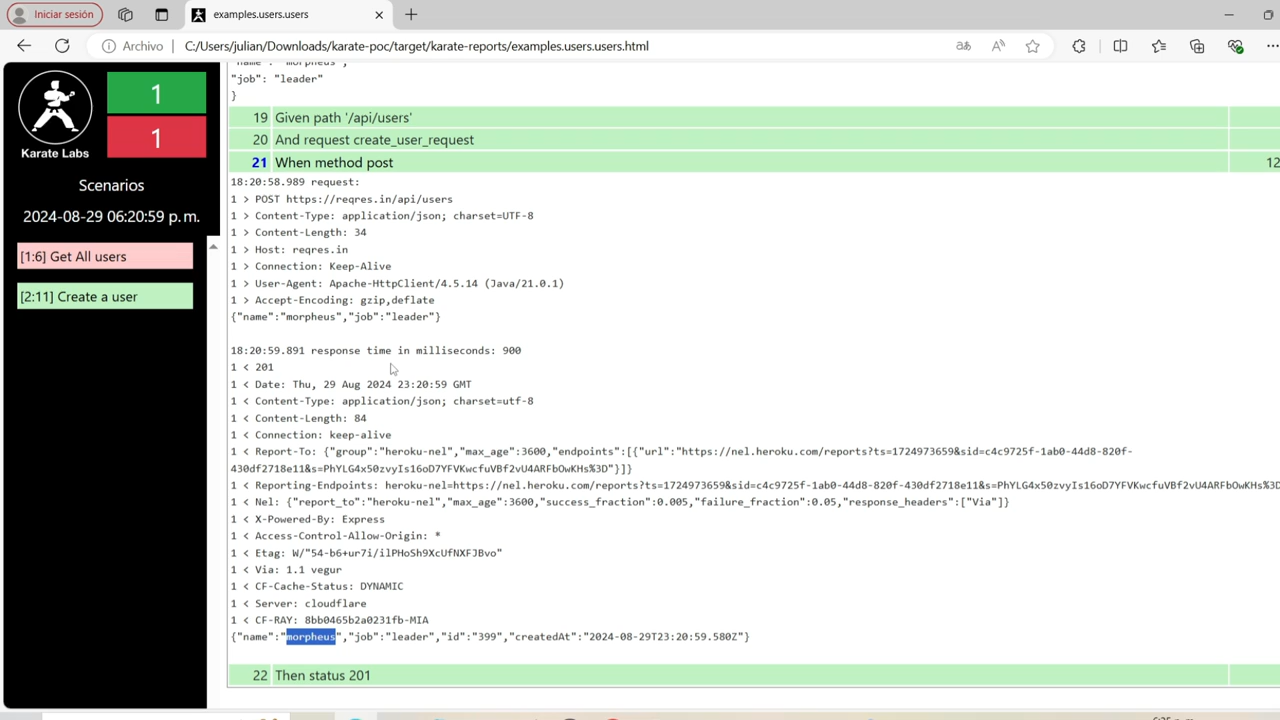 Iniciar sesión
examples.users.users
Archivo
C:/Users/julian/Downloads/karate-poc/target/karate-reports/examples.users.users.html
1
1
Karate Labs
Scenarios
2024-08-29 06:20:59 p. m.
[1:6] Get All users
[2:11] Create a user
"name": "morpheus",
"job": "leader"
}
19 Given path '/api/users'
20 And request create_user_request
21 When method post 12
18:20:58.989 request:
1 > POST https://reqres.in/api/users
1 > Content-Type: application/json; charset=UTF-8
1 > Content-Length: 34
1 > Host: reqres.in
1 > Connection: Keep-Alive
1 > User-Agent: Apache-HttpClient/4.5.14 (Java/21.0.1)
1 > Accept-Encoding: gzip,deflate
{"name":"morpheus","job":"leader"}
18:20:59.891 response time in milliseconds: 900
1 < 201
1 < Date: Thu, 29 Aug 2024 23:20:59 GMT
1 < Content-Type: application/json; charset=utf-8
1 < Content-Length: 84
1 < Connection: keep-alive
1 < Report-To: {"group":"heroku-nel","max_age":3600,"endpoints":[{"url":"https://nel.heroku.com/reports?ts=1724973659&sid=c4c9725f-1ab0-44d8-820f-
430df2718e11&s=PhYLG4x50zvyIs16oD7YFVKwcfuVBf2vU4ARFbOwKHs%3D"}]}
1 < Reporting-Endpoints: heroku-nel=https://nel.heroku.com/reports?ts=1724973659&sid=c4c9725f-1ab0-44d8-820f-430df2718e11&s=PhYLG4x50zvyIs16oD7YFVKwcfuVBf2vU4ARFbOwKHs%3D
1 < Nel: {"report_to":"heroku-nel","max_age":3600,"success_fraction":0.005,"failure_fraction":0.05,"response_headers":["Via"]}
1 < X-Powered-By: Express
1 < Access-Control-Allow-Origin: *
1 < Etag: W/"54-b6+ur7i/ilPHoSh9XcUfNXFJBvo"
1 < Via: 1.1 vegur
1 < CF-Cache-Status: DYNAMIC
1 < Server: cloudflare
1 < CF-RAY: 8bb0465b2a0231fb-MIA
{"name":"morpheus","job":"leader","id":"399","createdAt":"2024-08-29T23:20:59.580Z"}
22 Then status 201